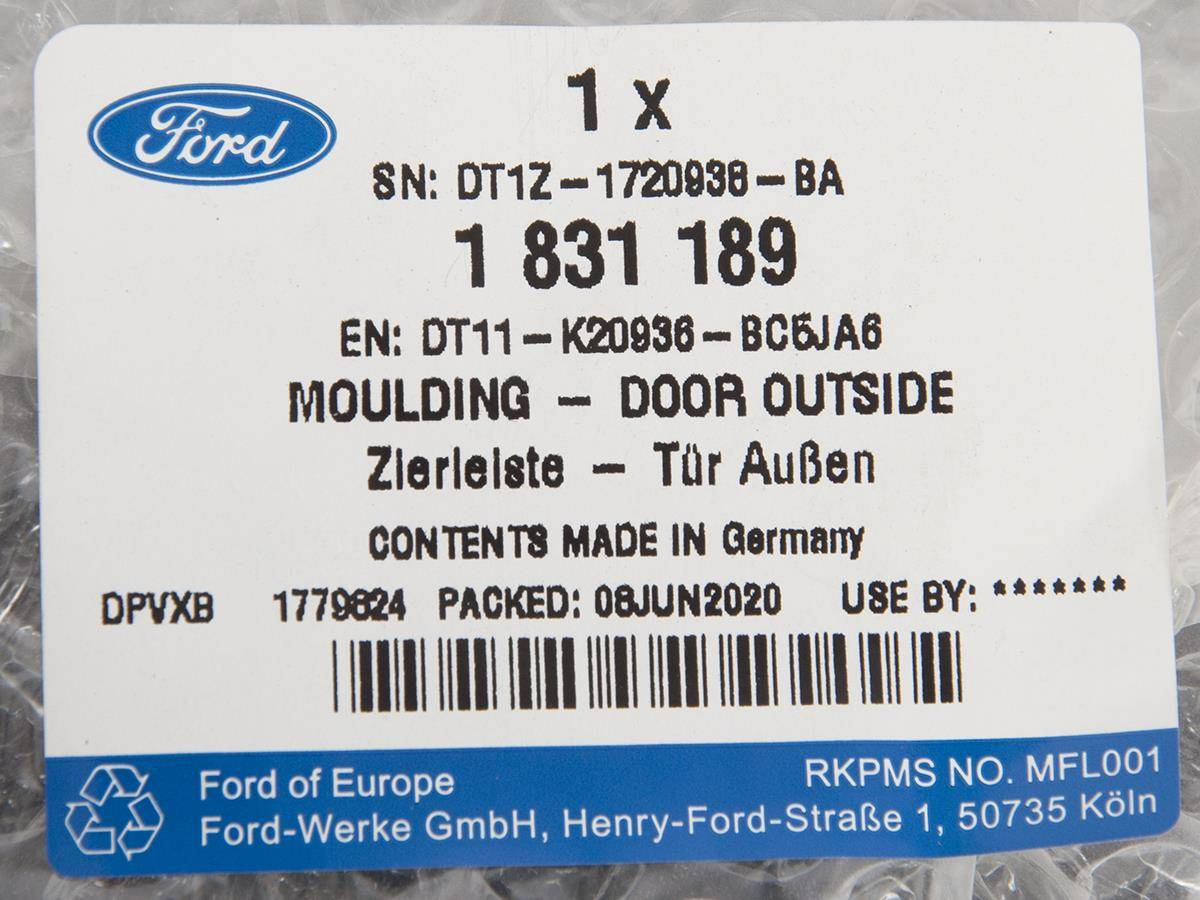 Ford
1 x
SN: DT1Z-1720936-BA
1 831 189
EN: DT11-K20936-BC5JA6
MOULDING - DOOR OUTSIDE
Zierleiste - Tür Außen
CONTENTS MADE IN Germany
DPVXB 1779624 PACKED: 08JUN2020 USE BY: *******
Ford of Europe
RKPMS NO. MFL001
Ford-Werke GmbH, Henry-Ford-Straße 1, 50735 Köln